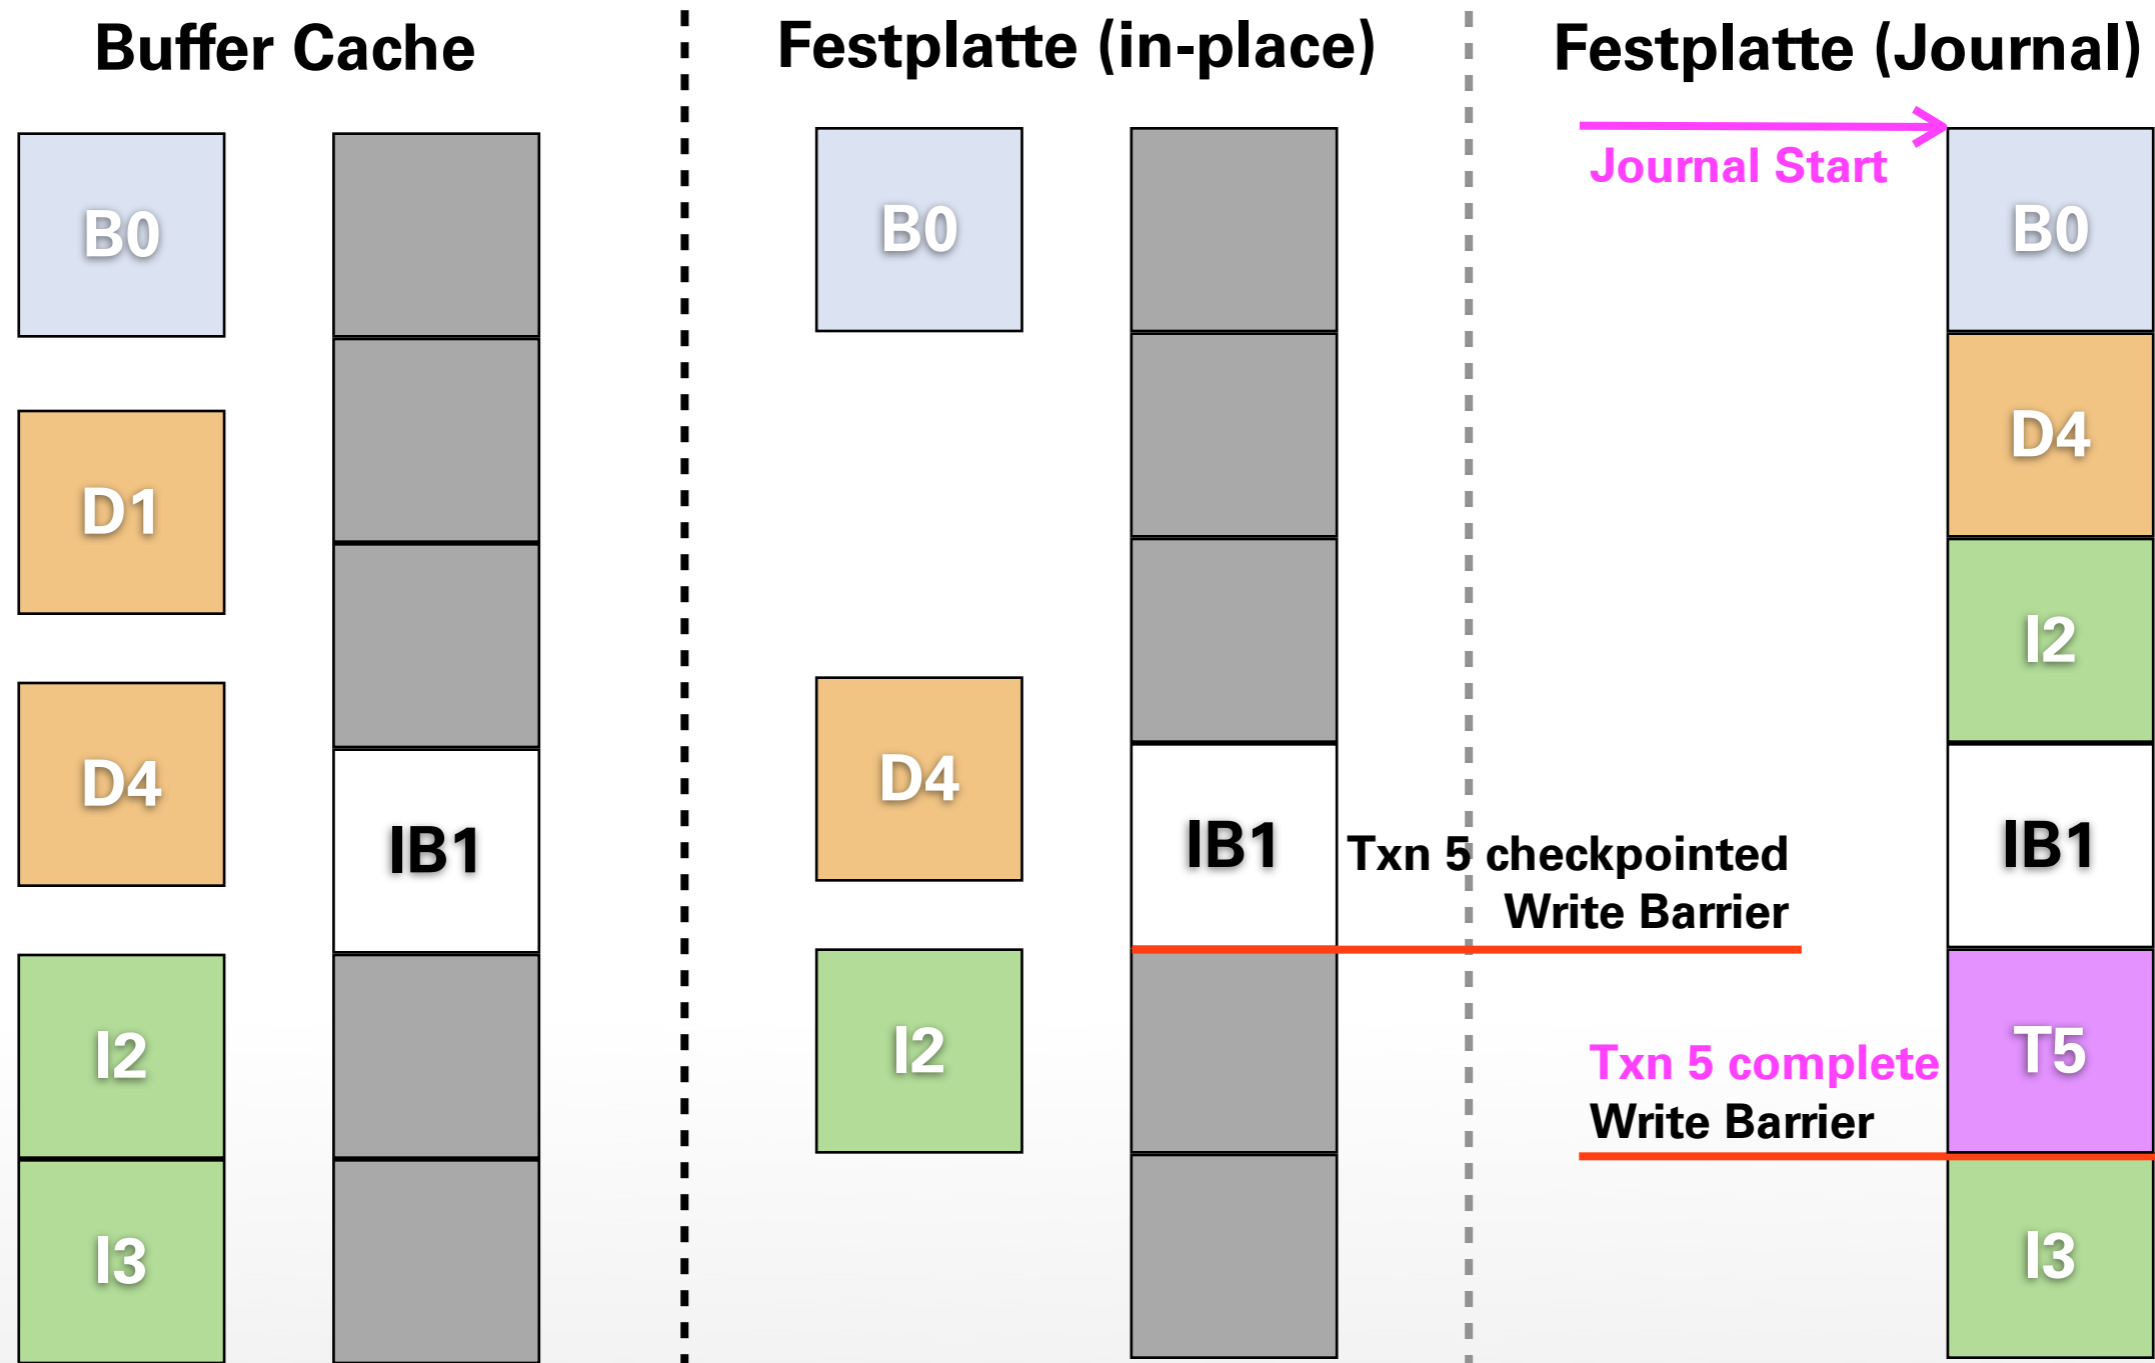 Buffer Cache
B0
D1
D4
I2
I3
IB1
Festplatte (in-place)
B0
D4
I2
IB1
Txn 5 checkpointed
Write Barrier
Festplatte (Journal)
Journal Start
B0
D4
I2
IB1
T5
I3
Txn 5 complete
Write Barrier